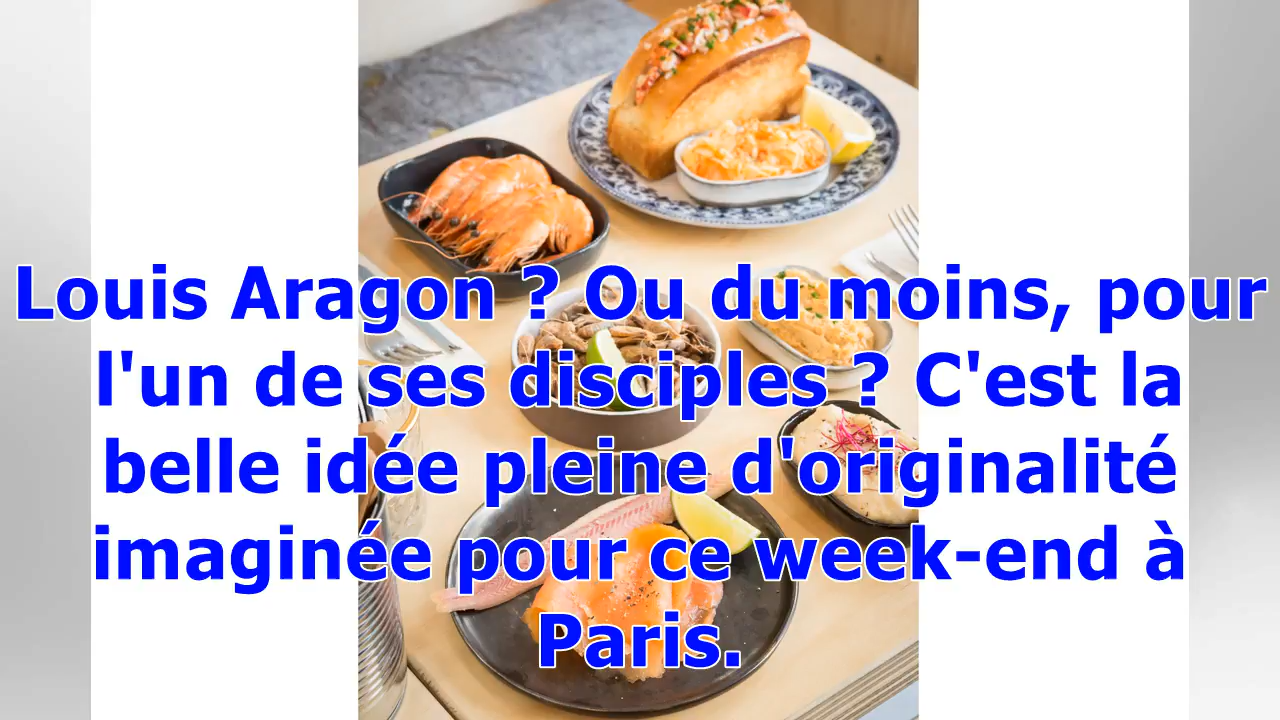 Louis Aragon ? Ou du moins, pour
l'un de ses disciples ? C'est la
belle idée pleine d'originalité
imaginée pour ce week-end à
Paris.